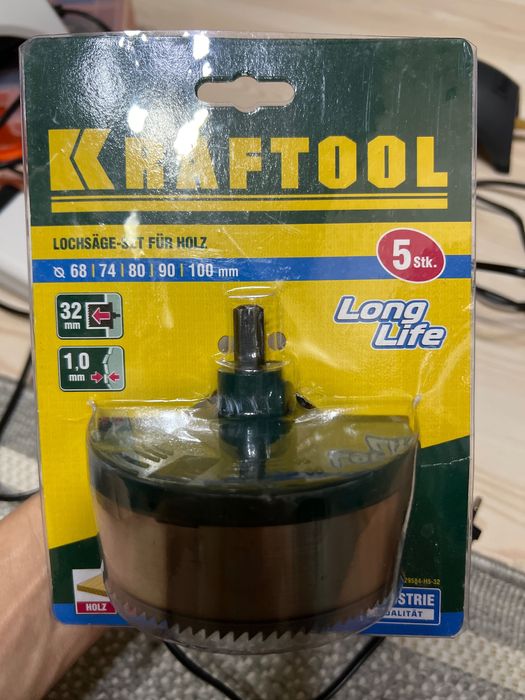 KRAFTOOL
LOCHSÄGE-SET FÜR HOLZ
⌀ 68 | 74 | 80 | 90 | 100 mm
5 Stk.
32
mm
Long
Life
1,0
mm
HOLZ